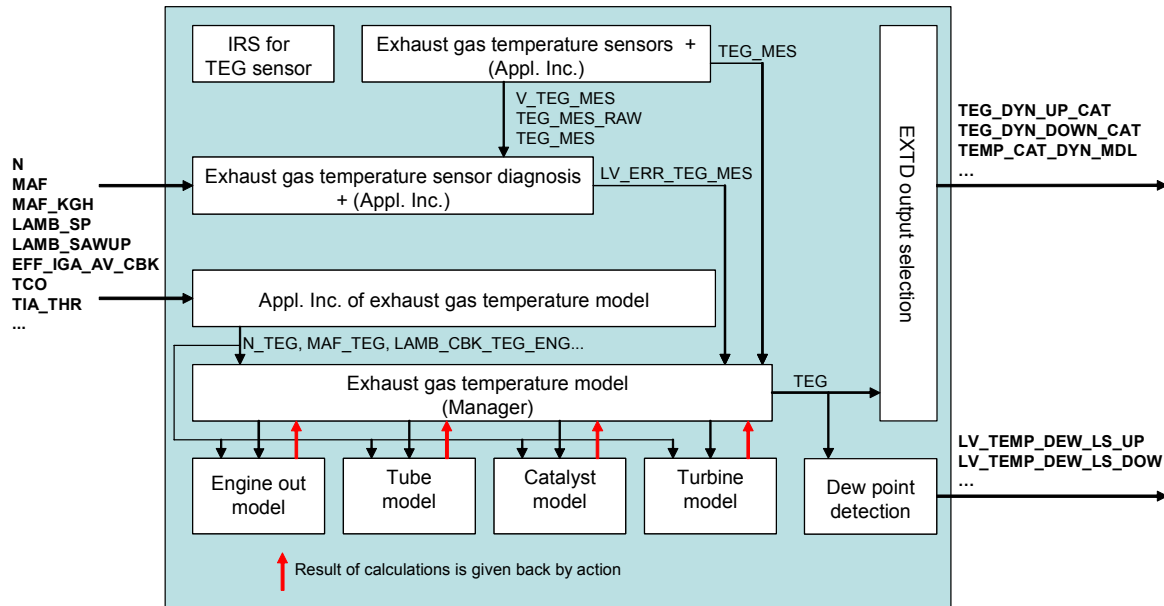 IRS for
TEG sensor
Exhaust gas temperature sensors +
(Appl. Inc.)
TEG_MES
V_TEG_MES
TEG_MES_RAW
TEG_MES
EXTD output selection
TEG_DYN_UP_CAT
TEG_DYN_DOWN_CAT
TEMP_CAT_DYN_MDL
...
N
MAF
MAF_KGH
LAMB_SP
LAMB_SAWUP
EFF_IGA_AV_CBK
TCO
TIA_THR
...
Exhaust gas temperature sensor diagnosis
+ (Appl. Inc.)
LV_ERR_TEG_MES
Appl. Inc. of exhaust gas temperature model
N_TEG, MAF_TEG, LAMB_CBK_TEG_ENG...
Exhaust gas temperature model
(Manager)
TEG
Engine out
model
Tube
model
Catalyst
model
Turbine
model
Dew point
detection
LV_TEMP_DEW_LS_UP
LV_TEMP_DEW_LS_DOW
...
Result of calculations is given back by action